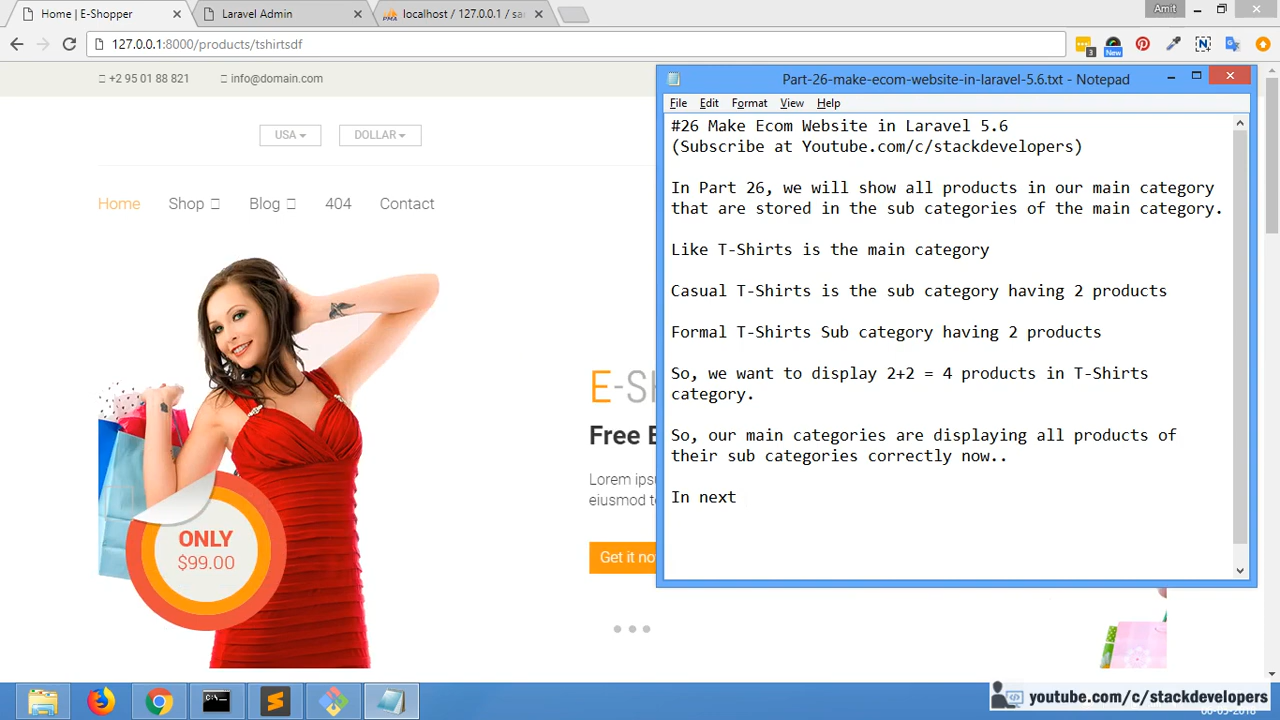 Home | E-Shopper
Laravel Admin
localhost / 127.0.0.1 / sa
Amit
127.0.0.1:8000/products/tshirtsdf
3
New
+2 95 01 88 821
info@domain.com
USA
DOLLAR
Home
Shop
Blog
404
Contact
E-SH
Free E
Lorem ipsu
eiusmod te
Get it no
ONLY
$99.00
Part-26-make-ecom-website-in-laravel-5.6.txt - Notepad
File Edit Format View Help
#26 Make Ecom Website in Laravel 5.6
(Subscribe at Youtube.com/c/stackdevelopers)
In Part 26, we will show all products in our main category
that are stored in the sub categories of the main category.
Like T-Shirts is the main category
Casual T-Shirts is the sub category having 2 products
Formal T-Shirts Sub category having 2 products
So, we want to display 2+2 = 4 products in T-Shirts
category.
So, our main categories are displaying all products of
their sub categories correctly now..
In next
youtube.com/c/stackdevelopers